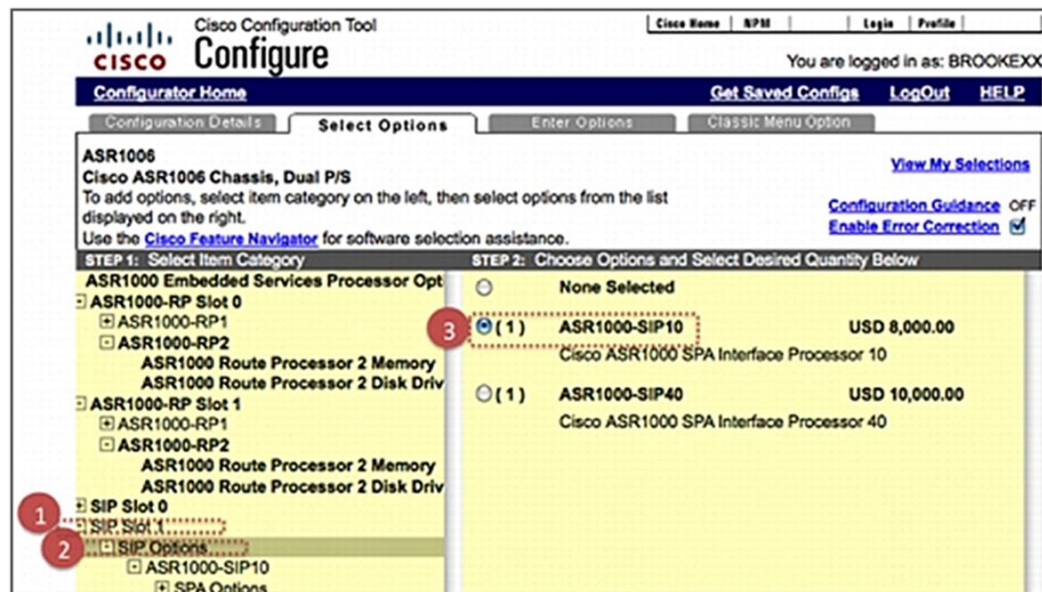 Cisco Configuration Tool
Cisco Home NPM Login Profile
CISCO Configure
You are logged in as: BROOKEXX
Configurator Home Get Saved Configs LogOut HELP
Configuration Details Select Options Enter Options Classic Menu Option
ASR1006
View My Selections
Cisco ASR1006 Chassis, Dual P/S
To add options, select item category on the left, then select options from the list
displayed on the right.
Configuration Guidance OFF
Use the Cisco Feature Navigator for software selection assistance.
Enable Error Correction
STEP 1: Select Item Category
ASR1000 Embedded Services Processor Opt
ASR1000-RP Slot 0
ASR1000-RP1
ASR1000-RP2
ASR1000 Route Processor 2 Memory
ASR1000 Route Processor 2 Disk Driv
ASR1000-RP Slot 1
ASR1000-RP1
ASR1000-RP2
ASR1000 Route Processor 2 Memory
ASR1000 Route Processor 2 Disk Driv
SIP Slot 0
1 SIP Slot 1
2 SIP Options
ASR1000-SIP10
SPA Options
STEP 2: Choose Options and Select Desired Quantity Below
None Selected
3 (1) ASR1000-SIP10 USD 8,000.00
Cisco ASR1000 SPA Interface Processor 10
(1) ASR1000-SIP40 USD 10,000.00
Cisco ASR1000 SPA Interface Processor 40